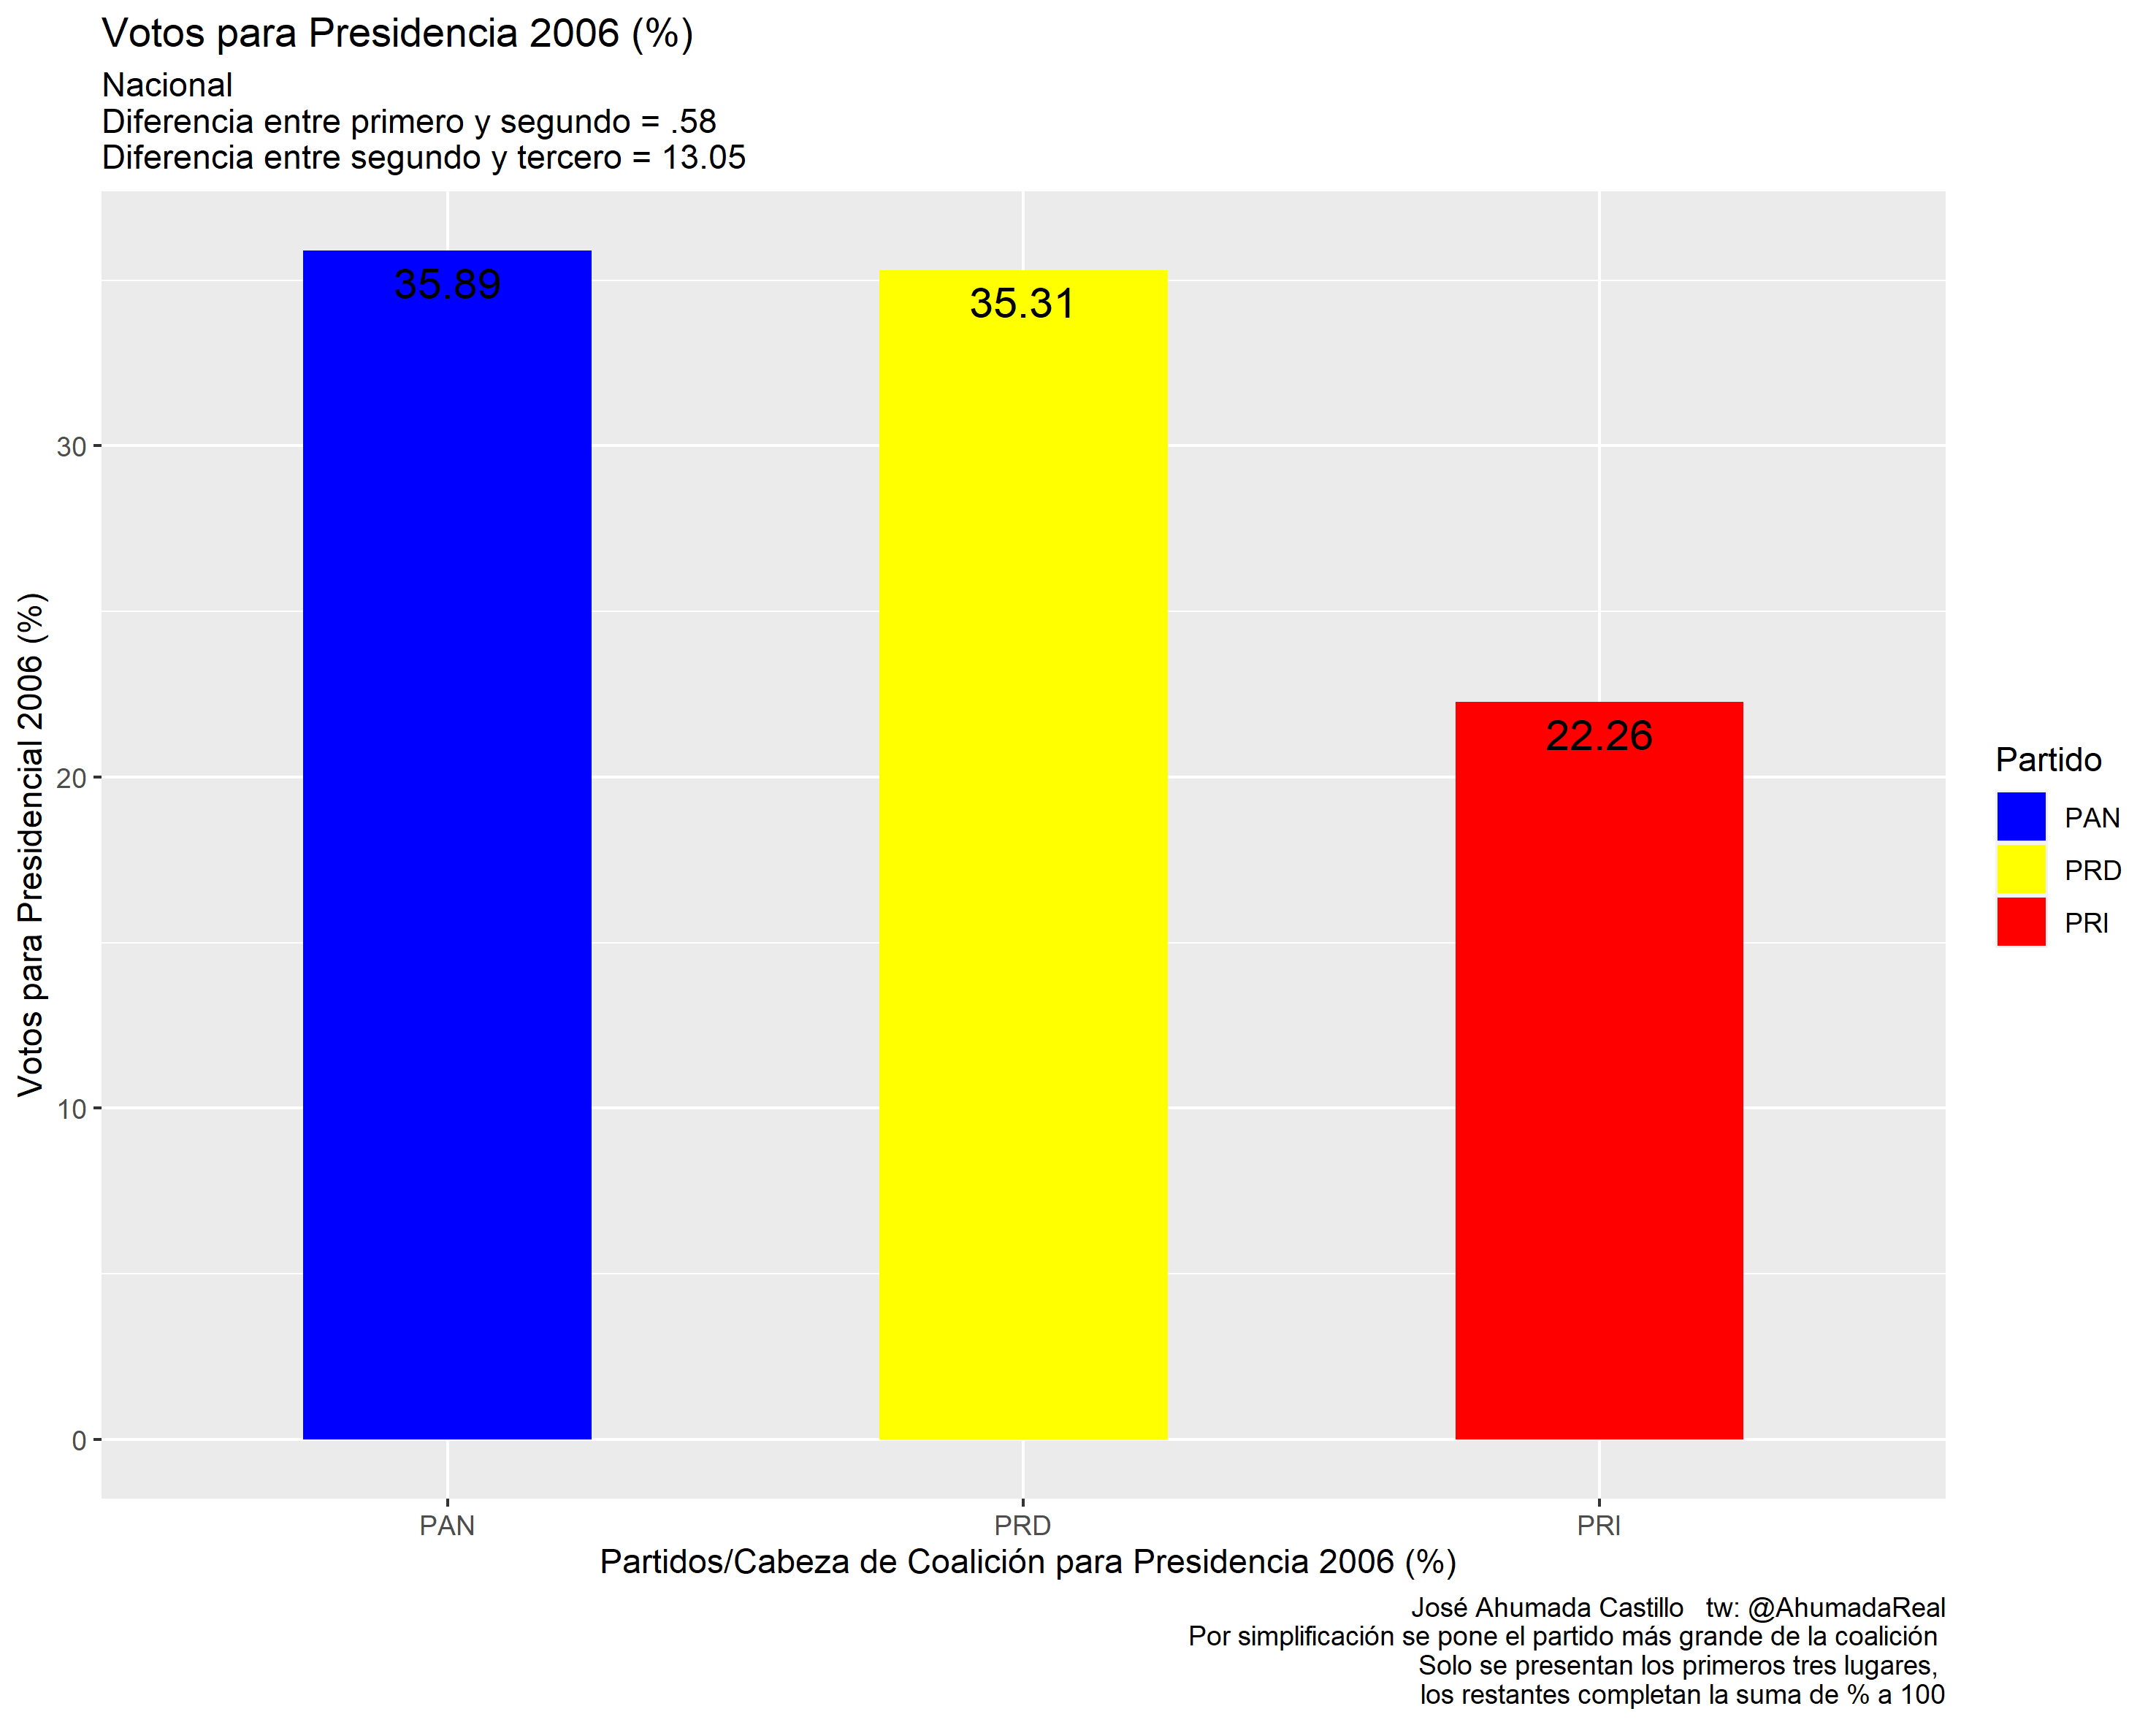 Votos para Presidencia 2006 (%)
Nacional
Diferencia entre primero y segundo = .58
Diferencia entre segundo y tercero = 13.05
Votos para Presidencial 2006 (%)
30
20
10
0
35.89
35.31
22.26
PAN
PRD
PRI
Partidos/Cabeza de Coalición para Presidencia 2006 (%)
Partido
PAN
PRD
PRI
José Ahumada Castillo   tw: @AhumadaReal
Por simplificación se pone el partido más grande de la coalición
Solo se presentan los primeros tres lugares,
los restantes completan la suma de % a 100